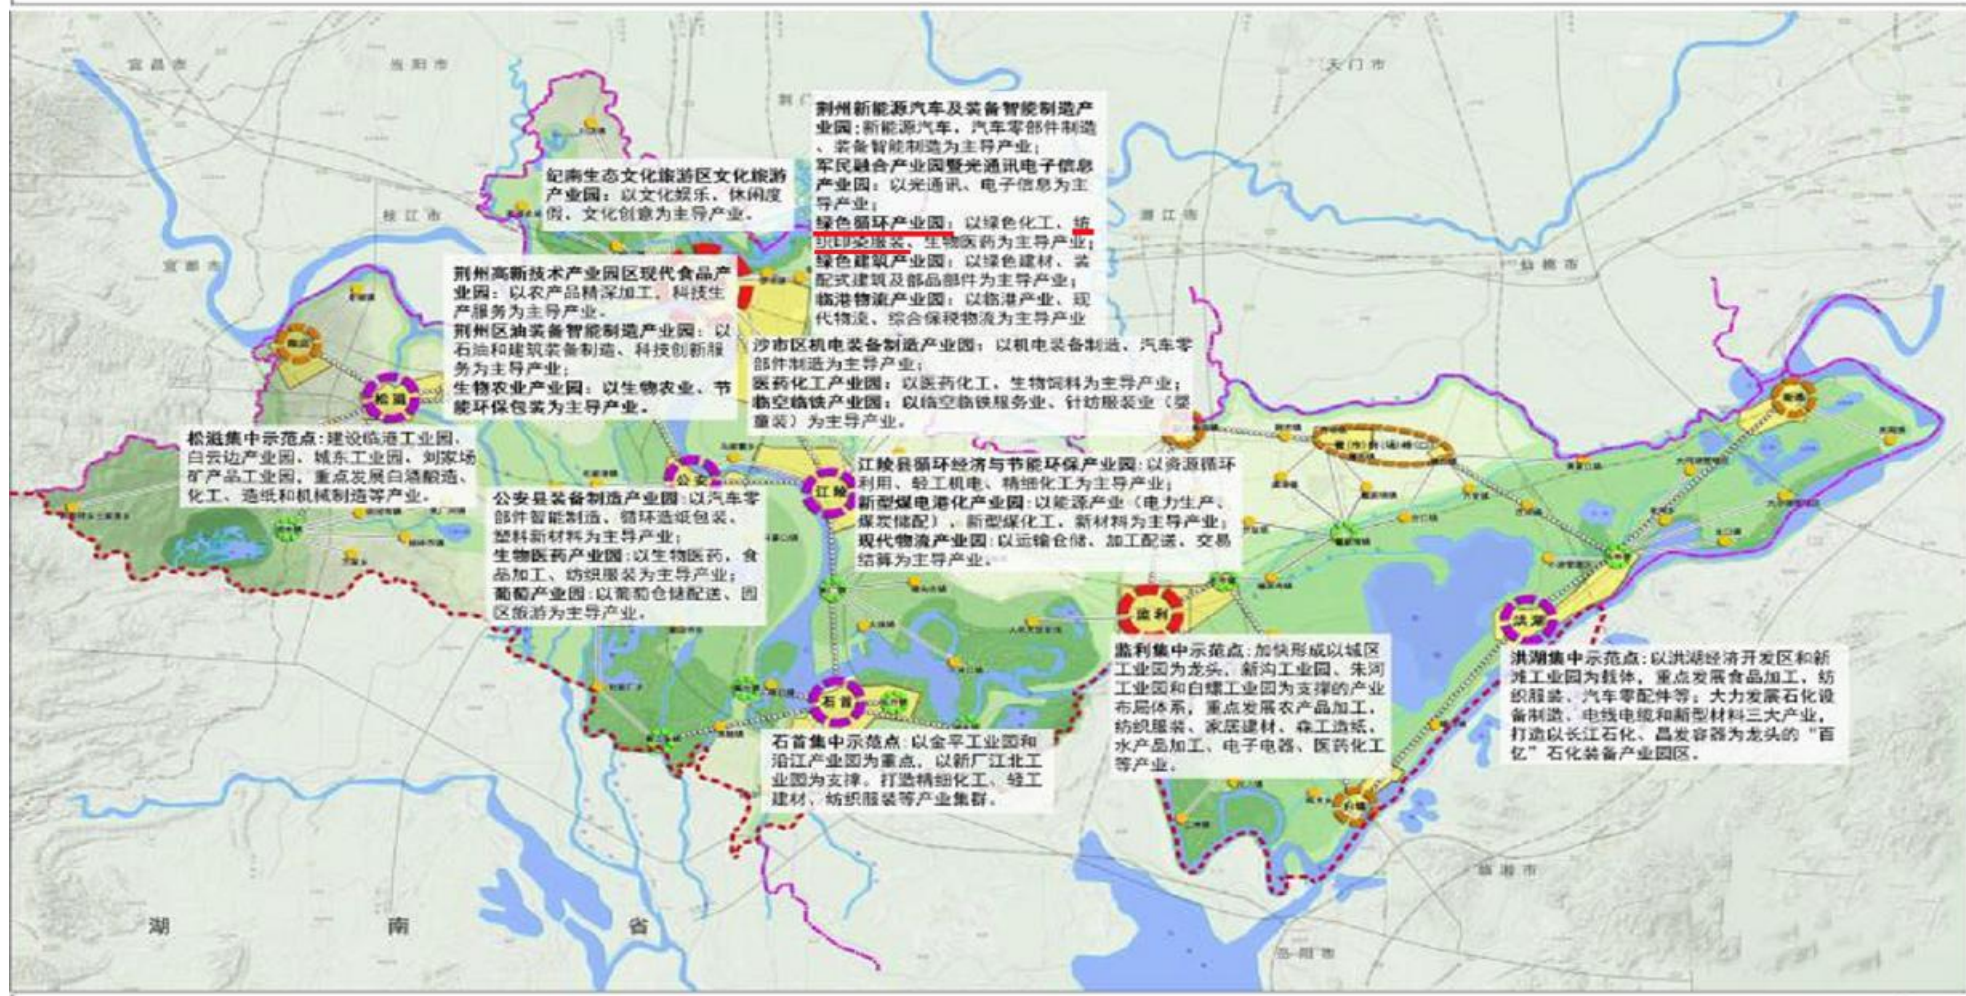 宜昌市
当阳市
天门市
荆州新能源汽车及装备智能制造产
业园:新能源汽车、汽车零部件制造
、装备智能制造为主导产业;
军民融合产业园暨光通讯电子信息
产业园:以光通讯、电子信息为主
导产业;
绿色循环产业园:以绿色化工、纺
织印染服装、生物医药为主导产业;
绿色建筑产业园:以绿色建材、装
配式建筑及部品部件为主导产业;
临港物流产业园:以临港产业、现
代物流、综合保税物流为主导产业
纪南生态文化旅游区文化旅游
产业园:以文化娱乐、休闲度
假、文化创意为主导产业。
枝江市
潜江市
宜都市
仙桃市
荆州高新技术产业园区现代食品产
业园:以农产品精深加工、科技生
产服务为主导产业。
荆州区油装备智能制造产业园:以
石油和建筑装备制造、科技创新服
务为主导产业;
生物农业产业园:以生物农业、节
能环保包装为主导产业。
沙市区机电装备制造产业园:以机电装备制造、汽车零
部件制造为主导产业;
医药化工产业园:以医药化工、生物饲料为主导产业;
临空临铁产业园:以临空临铁服务业、针纺服装业(婴
童装)为主导产业。
松滋
松滋集中示范点:建设临港工业园、
白云边产业园、城东工业园、刘家场
矿产品工业园,重点发展白酒酿造、
化工、造纸和机械制造等产业。
公安
江陵
公安县装备制造产业园:以汽车零
部件智能制造、循环造纸包装、
塑料新材料为主导产业;
生物医药产业园:以生物医药、食
品加工、纺织服装为主导产业;
葡萄产业园:以葡萄仓储配送、园
区旅游为主导产业。
江陵县循环经济与节能环保产业园:以资源循环
利用、轻工机电、精细化工为主导产业;
新型煤电港化产业园:以能源产业(电力生产、
煤炭储配)、新型煤化工、新材料为主导产业;
现代物流产业园:以运输仓储、加工配送、交易
结算为主导产业。
监利
洪湖
监利集中示范点:加快形成以城区
工业园为龙头,新沟工业园、朱河
工业园和白螺工业园为支撑的产业
布局体系,重点发展农产品加工、
纺织服装、家居建材、森工造纸、
水产品加工、电子电器、医药化工
等产业。
洪湖集中示范点:以洪湖经济开发区和新
滩工业园为载体,重点发展食品加工、纺
织服装、汽车零配件等;大力发展石化设
备制造、电线电缆和新型材料三大产业,
打造以长江石化、昌发容器为龙头的“百
亿”石化装备产业园区。
石首
石首集中示范点:以金平工业园和
沿江产业园为重点,以新厂江北工
业园为支撑。打造精细化工、轻工
建材、纺织服装等产业集群。
白螺
临湘市
湖 南 省
岳阳市